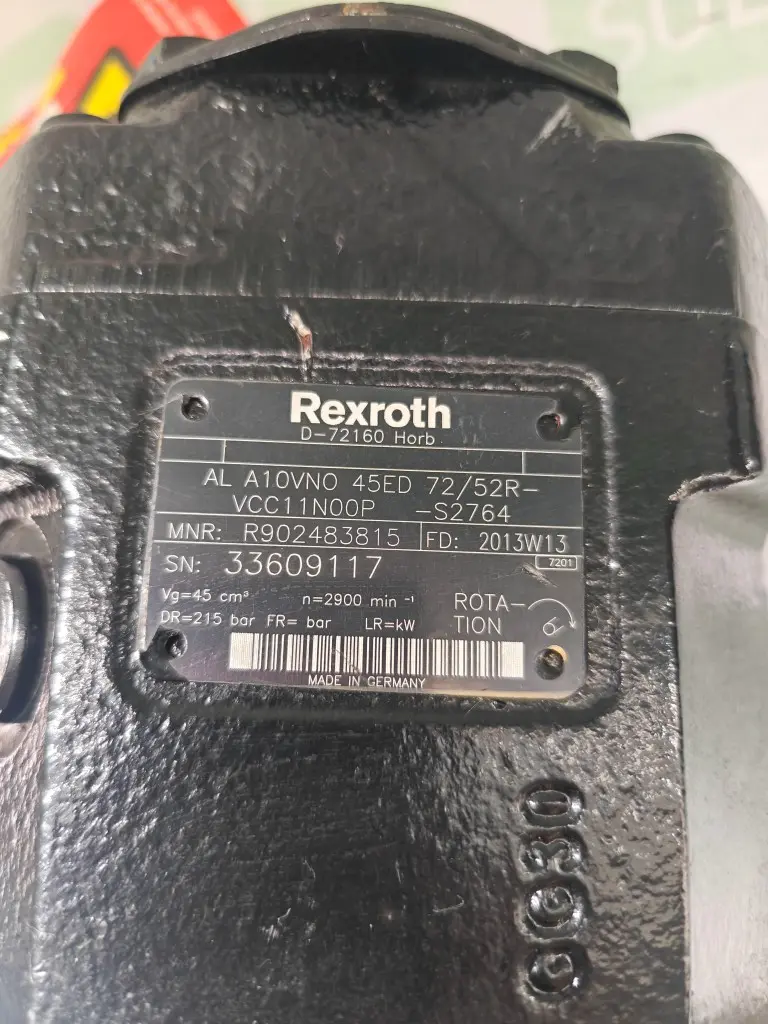 Rexroth
D-72160 Horb
AL A10VNO 45ED 72/52R-
VCC11N00P -S2764
MNR: R902483815 FD: 2013W13
SN: 33609117 7201
Vg=45 cm³ n=2900 min⁻¹ ROTA-
DR=215 bar FR= bar LR=kW TION
MADE IN GERMANY